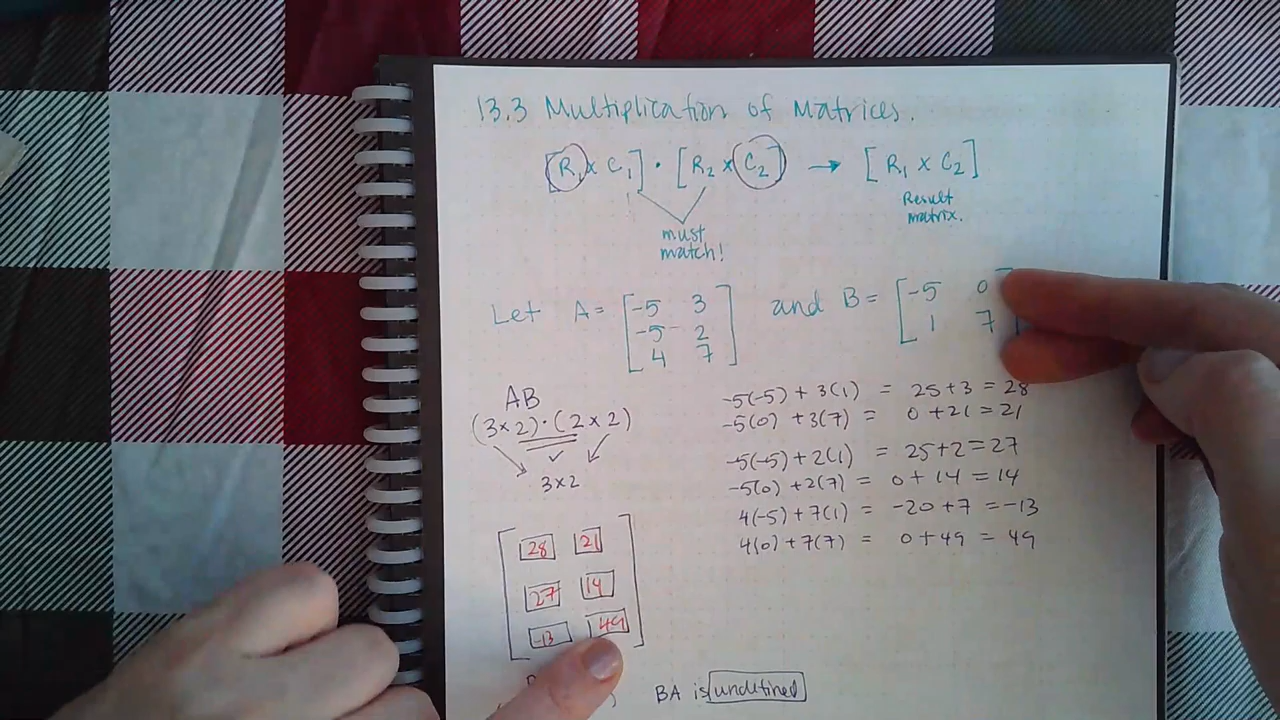 13.3 Multiplication of Matrices.
[R₁ x C₁] · [R₂ x C₂] → [R₁ x C₂]
Result
matrix.
must
match!
Let A = [-5 3
-5 2
4 7] and B = [-5 0
1 7
AB
(3x2)·(2x2)
✓
3x2
-5(-5) + 3(1) = 25+3 = 28
-5(0) +3(7) = 0+21 = 21
-5(-5)+2(1) = 25+2=27
-5(0) +2(7) = 0+14 = 14
4(-5)+7(1) = -20+7 = -13
4(0)+7(7) = 0+49 = 49
[28 21
27 14
-13 49]
BA is undefined